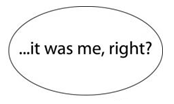 ...it was me, right?